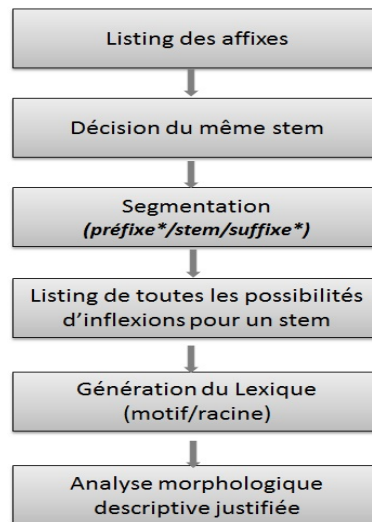 Listing des affixes
Décision du même stem
Segmentation
(préfixe*/stem/suffixe*)
Listing de toutes les possibilités
d'inflexions pour un stem
Génération du Lexique
(motif/racine)
Analyse morphologique
descriptive justifiée